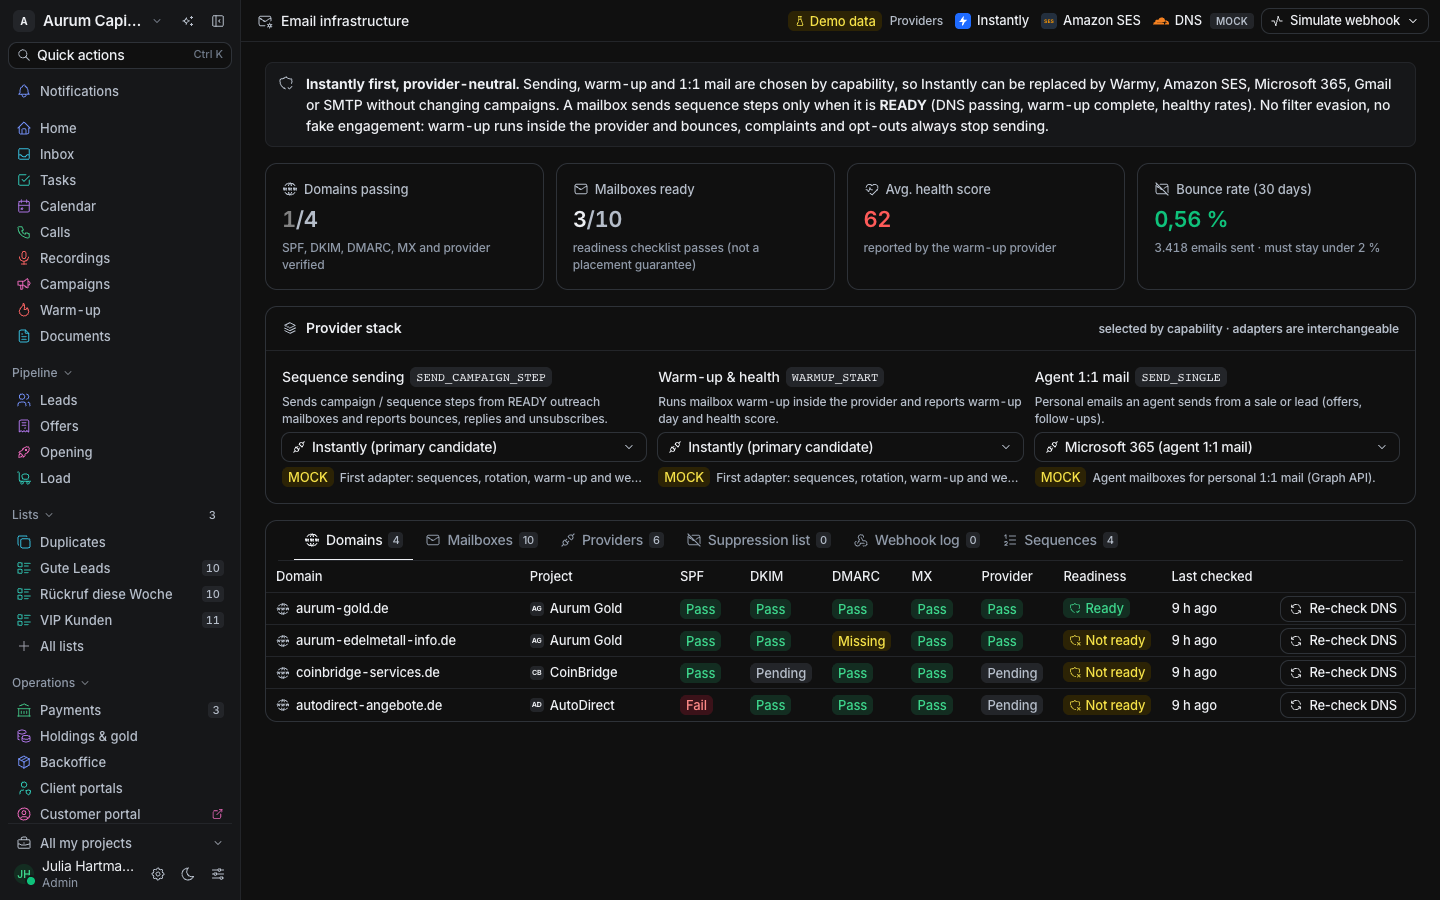 A Aurum Capi...
Quick actions Ctrl K
Notifications
Home
Inbox
Tasks
Calendar
Calls
Recordings
Campaigns
Warm-up
Documents
Pipeline
Leads
Offers
Opening
Load
Lists 3
Duplicates
Gute Leads 10
Rückruf diese Woche 10
VIP Kunden 11
All lists
Operations
Payments 3
Holdings & gold
Backoffice
Client portals
Customer portal
All my projects
JH Julia Hartma...
Admin
Email infrastructure
Demo data Providers Instantly SES Amazon SES DNS MOCK Simulate webhook
Instantly first, provider-neutral. Sending, warm-up and 1:1 mail are chosen by capability, so Instantly can be replaced by Warmy, Amazon SES, Microsoft 365, Gmail
or SMTP without changing campaigns. A mailbox sends sequence steps only when it is READY (DNS passing, warm-up complete, healthy rates). No filter evasion, no
fake engagement: warm-up runs inside the provider and bounces, complaints and opt-outs always stop sending.
Domains passing
1/4
SPF, DKIM, DMARC, MX and provider
verified
Mailboxes ready
3/10
readiness checklist passes (not a
placement guarantee)
Avg. health score
62
reported by the warm-up provider
Bounce rate (30 days)
0,56 %
3.418 emails sent · must stay under 2 %
Provider stack selected by capability · adapters are interchangeable
Sequence sending SEND_CAMPAIGN_STEP
Sends campaign / sequence steps from READY outreach
mailboxes and reports bounces, replies and unsubscribes.
Instantly (primary candidate)
MOCK First adapter: sequences, rotation, warm-up and we...
Warm-up & health WARMUP_START
Runs mailbox warm-up inside the provider and reports warm-up
day and health score.
Instantly (primary candidate)
MOCK First adapter: sequences, rotation, warm-up and we...
Agent 1:1 mail SEND_SINGLE
Personal emails an agent sends from a sale or lead (offers,
follow-ups).
Microsoft 365 (agent 1:1 mail)
MOCK Agent mailboxes for personal 1:1 mail (Graph API).
Domains 4 Mailboxes 10 Providers 6 Suppression list 0 Webhook log 0 Sequences 4
Domain Project SPF DKIM DMARC MX Provider Readiness Last checked
aurum-gold.de AG Aurum Gold Pass Pass Pass Pass Pass Ready 9 h ago Re-check DNS
aurum-edelmetall-info.de AG Aurum Gold Pass Pass Missing Pass Pass Not ready 9 h ago Re-check DNS
coinbridge-services.de CB CoinBridge Pass Pending Pass Pass Pending Not ready 9 h ago Re-check DNS
autodirect-angebote.de AD AutoDirect Fail Pass Pass Pass Pending Not ready 9 h ago Re-check DNS